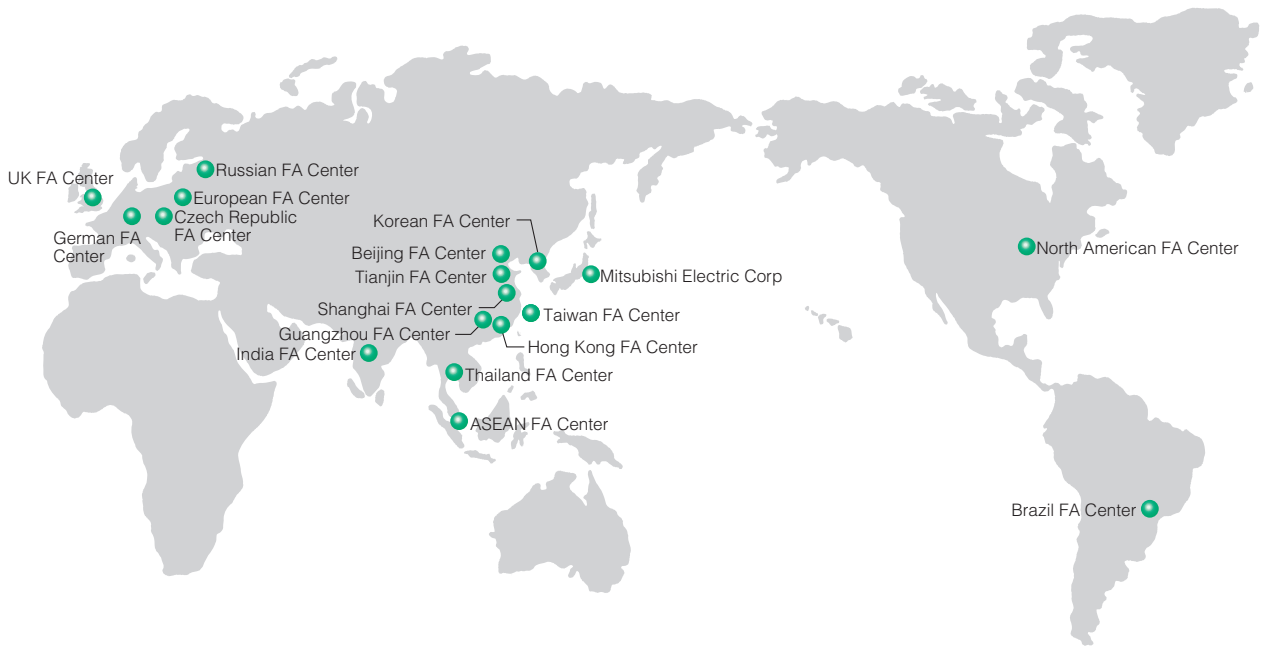 Russian FA Center
UK FA Center
European FA Center
Czech Republic
FA Center
German FA
Center
Korean FA Center
Beijing FA Center
Tianjin FA Center
Mitsubishi Electric Corp
North American FA Center
Shanghai FA Center
Taiwan FA Center
Guangzhou FA Center
Hong Kong FA Center
India FA Center
Thailand FA Center
ASEAN FA Center
Brazil FA Center